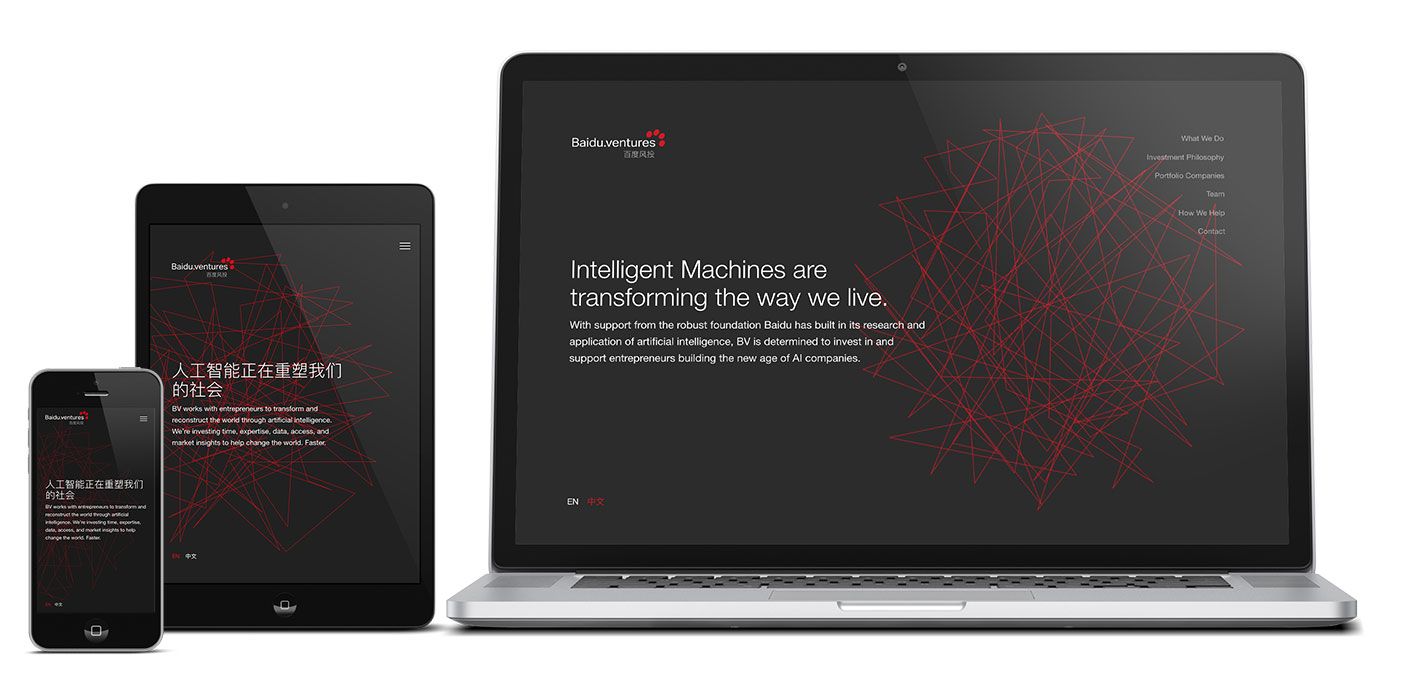 Baidu.ventures
百度风投
人工智能正在重塑我们
的社会
BV works with entrepreneurs to transform and
reconstruct the world through artificial
intelligence. We're investing time, expertise,
data, access, and market insights to help
change the world. Faster.
EN 中文
Baidu.ventures
百度风投
人工智能正在重塑我们
的社会
BV works with entrepreneurs to transform and
reconstruct the world through artificial intelligence.
We're investing time, expertise, data, access, and
market insights to help change the world. Faster.
EN 中文
Baidu.ventures
百度风投
What We Do
Investment Philosophy
Portfolio Companies
Team
How We Help
Contact
Intelligent Machines are
transforming the way we live.
With support from the robust foundation Baidu has built in its research and
application of artificial intelligence, BV is determined to invest in and
support entrepreneurs building the new age of AI companies.
EN 中文